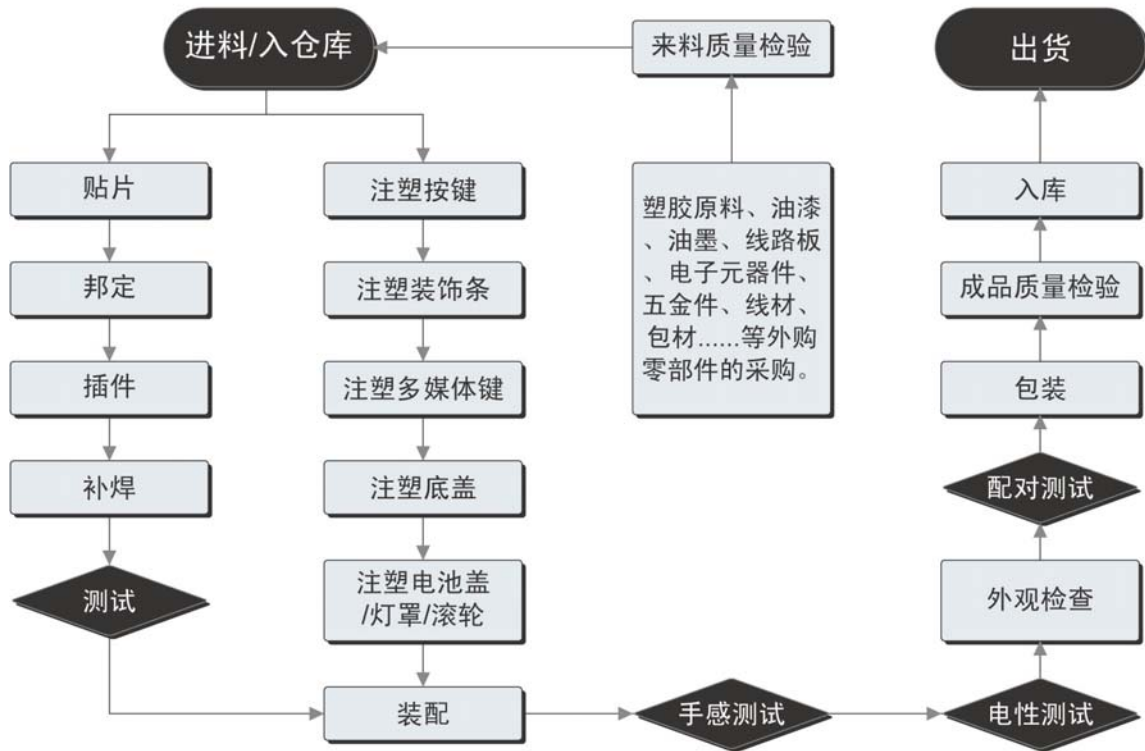 进料/入仓库
来料质量检验
出货
贴片
邦定
插件
补焊
测试
注塑按键
注塑装饰条
注塑多媒体键
注塑底盖
注塑电池盖
/灯罩/滚轮
装配
塑胶原料、油漆
、油墨、线路板
、电子元器件、
五金件、线材、
包材......等外购
零部件的采购。
手感测试
电性测试
外观检查
配对测试
包装
成品质量检验
入库